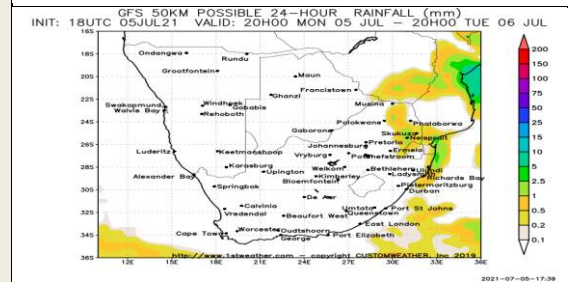 GFS 50KM POSSIBLE 24-HOUR RAINFALL (mm)
INIT: 18UTC 05JUL21 VALID: 20H00 MON 05 JUL - 20H00 TUE 06 JUL
16S
Ondangwa
Rundu
200
18S
Grootfontein
150
20S
Maun
100
Francistown
75
22S
Ghanzi
Musina
50
Swakopmund
Windhoek
Gobabis
Walvis Bay
Rehoboth
Polokwane
Phalaborwa
25
24S
Gaborone
Skukuza
15
26S
Johannesburg
Pretoria
Nelspruit
10
Luderitz
Keetmanshoop
Vryburg
Potchefstroom
Ermelo
5
28S
Karasburg
Upington
Welkom
Bethlehem
Ulundi
2.5
Alexander Bay
Kimberley
Ladysmith
Richards Bay
Bloemfontein
1
30S
Springbok
Pietermaritzburg
Durban
De Aar
0.5
32S
Calvinia
Umtata
Port St Johns
0.2
Vredendal
Beaufort West
Queenstown
0.1
34S
Cape Town
Worcester
Oudtshoorn
East London
George
Port Elizabeth
36S
http://www.1stweather.com - copyright CUSTOMWEATHER, Inc 2019
12E 15E 18E 21E 24E 27E 30E 33E 36E
2021-07-05-17:39